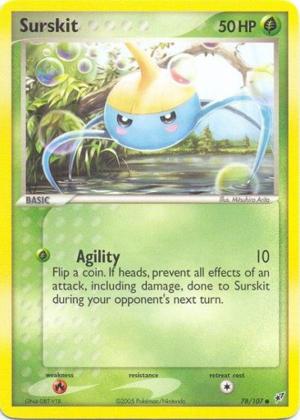 Surskit 50 HP
Illus. Mitsuhiro Arita
BASIC
Agility 10
Flip a coin. If heads, prevent all effects of an
attack, including damage, done to Surskit
during your opponent's next turn.
weakness resistance retreat cost
©2005 Pokémon/Nintendo 78/107